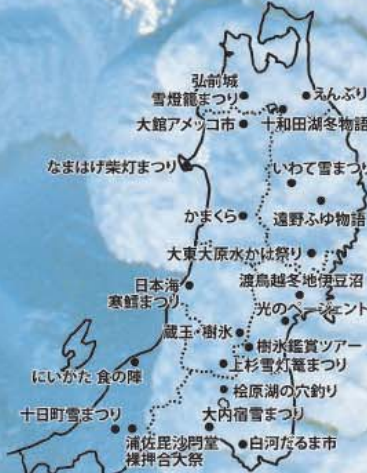 弘前城
雪燈籠まつり
えんぶり
大館アメッコ市
十和田湖冬物語
なまはげ柴灯まつり
いわて雪まつり
かまくら
遠野ふゆ物語
大東大原水かけ祭り
日本海
寒鱈まつり
渡鳥越冬地伊豆沼
光のページェント
蔵王・樹氷
樹氷鑑賞ツアー
上杉雪灯篭まつり
にいがた 食の陣
桧原湖の穴釣り
十日町雪まつり
大内宿雪まつり
浦佐毘沙門堂
裸押合大祭
白河だるま市